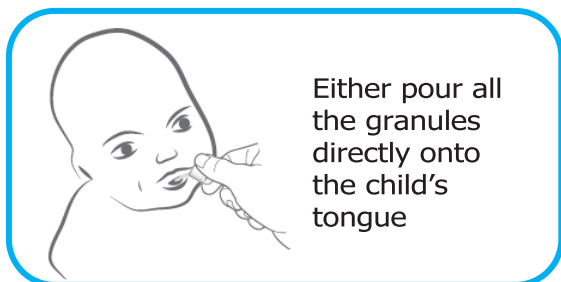 Either pour all
the granules
directly onto
the child’s
tongue